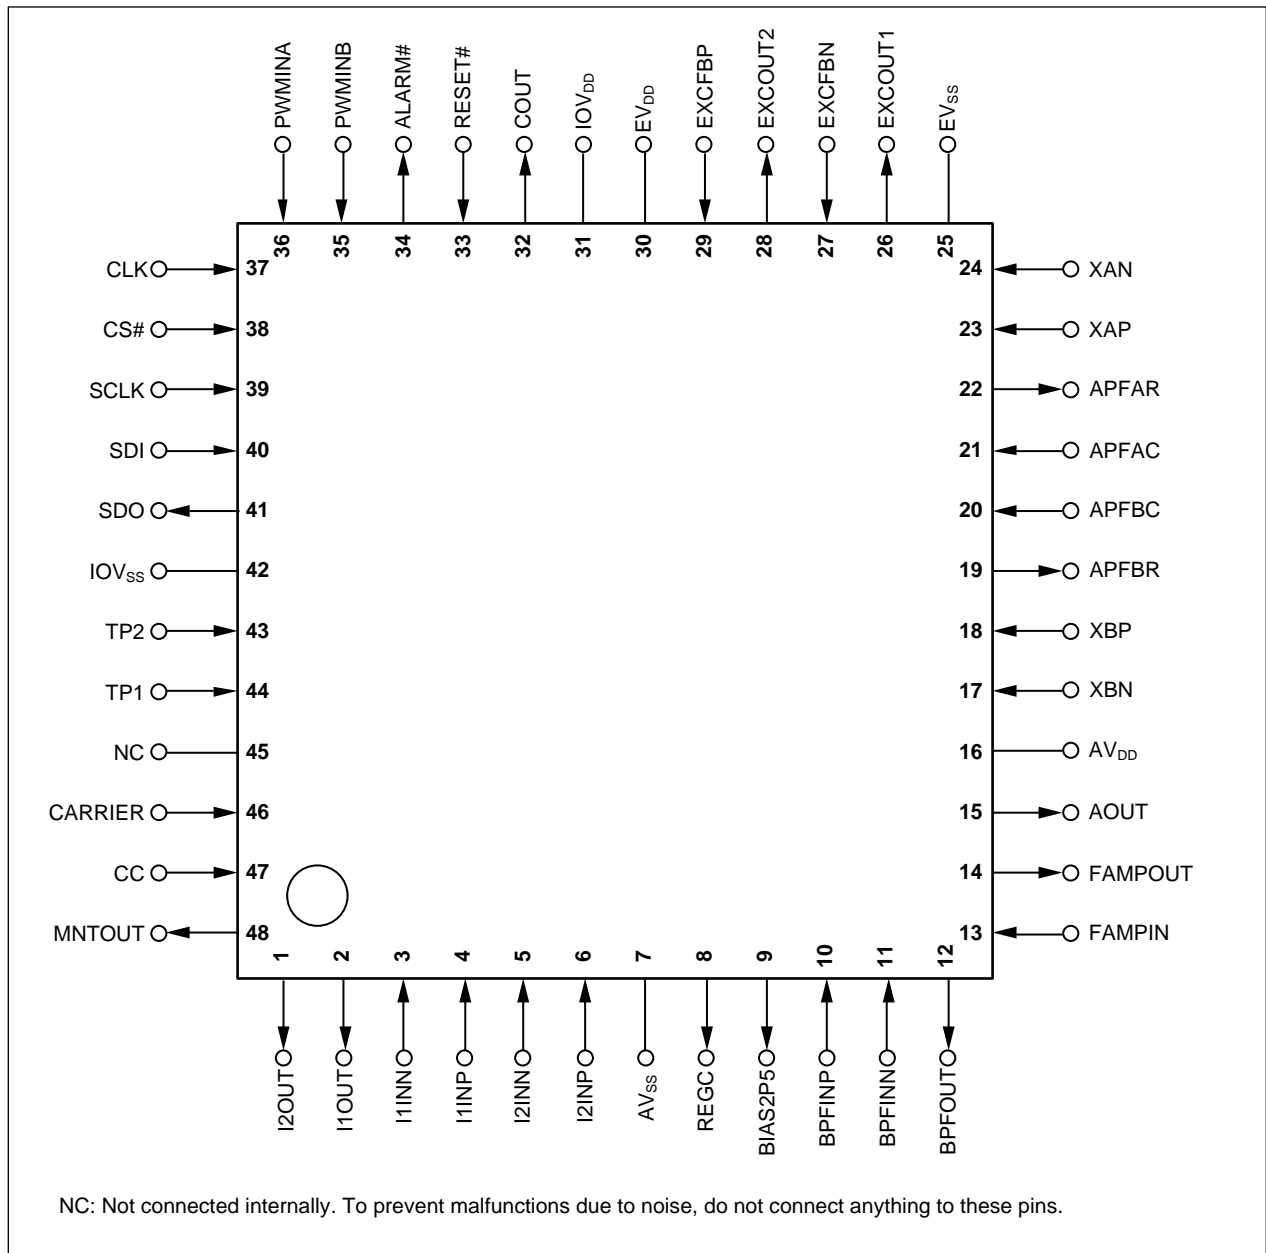 PWMINA
PWMINB
ALARM#
RESET#
COUT
IOVDD
EVDD
EXCFBP
EXCOUT2
EXCFBN
EXCOUT1
EVSS
36
35
34
33
32
31
30
29
28
27
26
25
CLK 37
CS# 38
SCLK 39
SDI 40
SDO 41
IOVSS 42
TP2 43
TP1 44
NC 45
CARRIER 46
CC 47
MNTOUT 48
24 XAN
23 XAP
22 APFAR
21 APFAC
20 APFBC
19 APFBR
18 XBP
17 XBN
16 AVDD
15 AOUT
14 FAMPOUT
13 FAMPIN
1
2
3
4
5
6
7
8
9
10
11
12
I2OUT
I1OUT
I1INN
I1INP
I2INN
I2INP
AVSS
REGC
BIAS2P5
BPFINP
BPFINN
BPFOUT
NC: Not connected internally. To prevent malfunctions due to noise, do not connect anything to these pins.